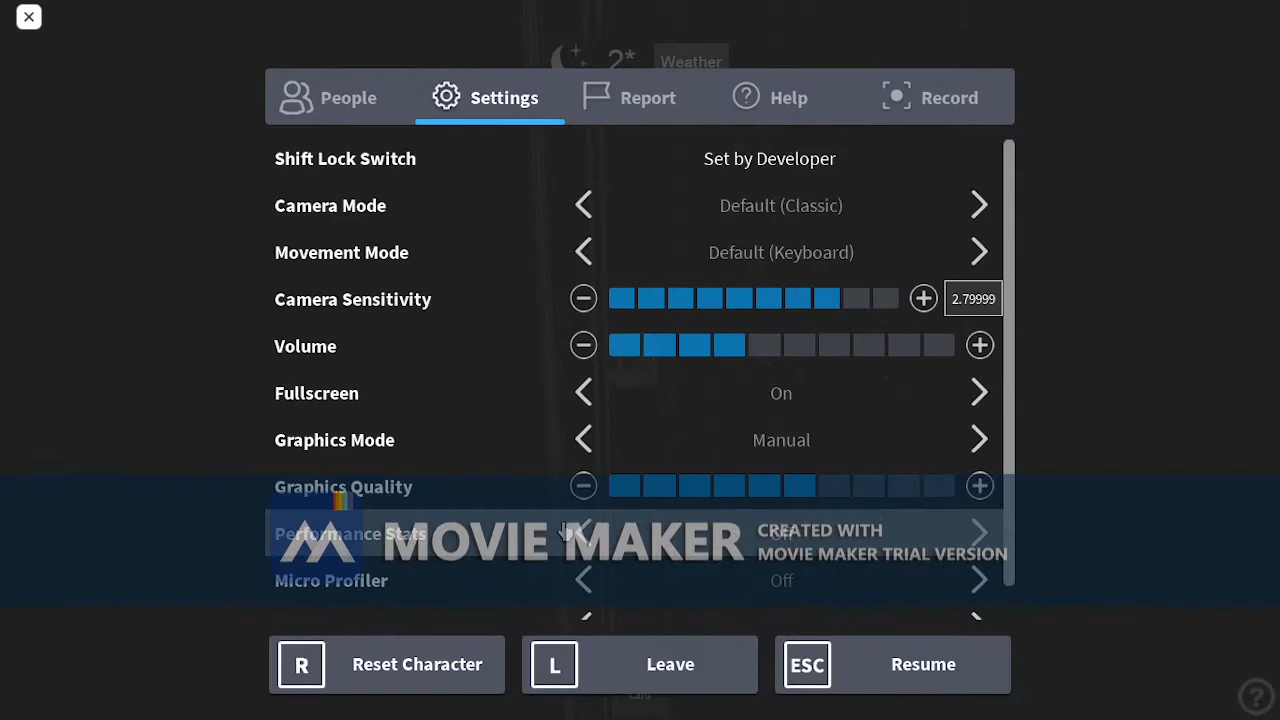 2*
Weather
People
Settings
Report
Help
Record
Shift Lock Switch
Set by Developer
Camera Mode
Default (Classic)
Movement Mode
Default (Keyboard)
Camera Sensitivity
2.79999
Volume
Fullscreen
On
Graphics Mode
Manual
Graphics Quality
Performance Stats
Off
MOVIE MAKER
CREATED WITH
MOVIE MAKER TRIAL VERSION
Micro Profiler
Off
R
Reset Character
L
Leave
ESC
Resume